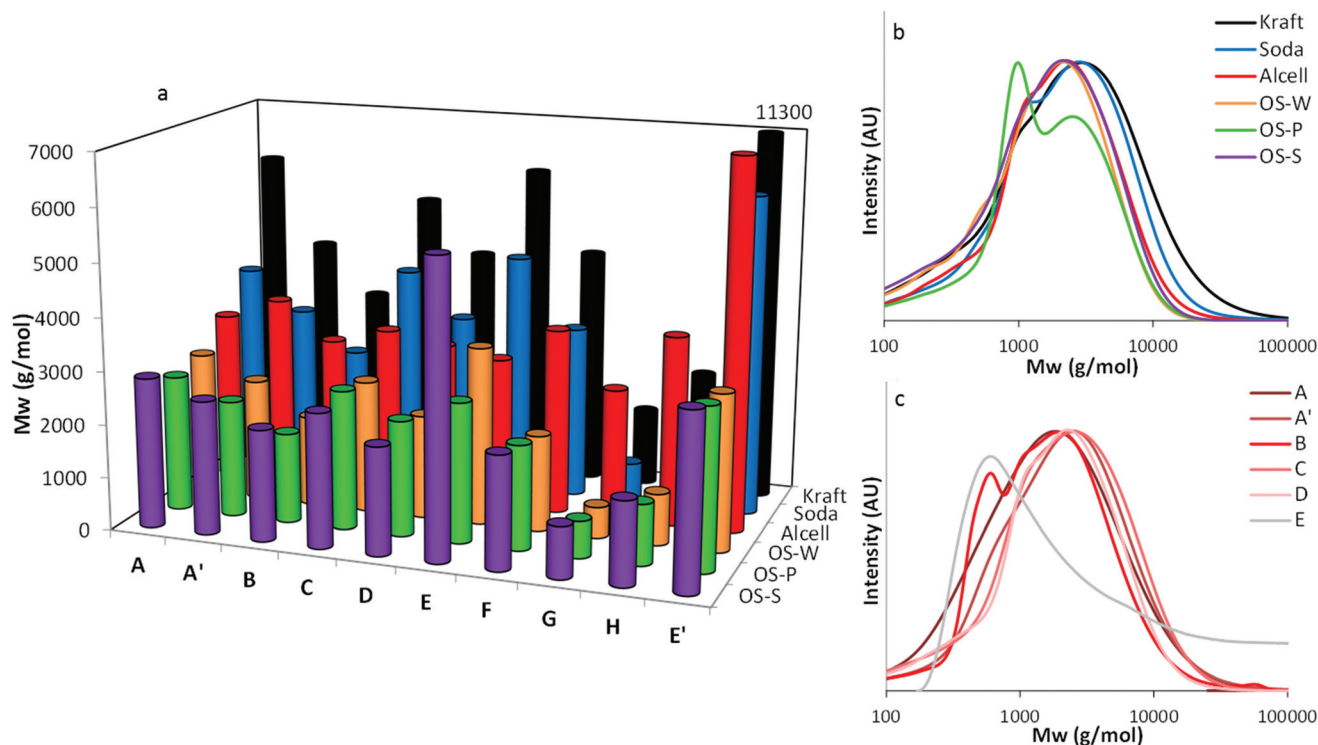 a
11300
7000
6000
5000
4000
3000
2000
1000
0
Mw (g/mol)
A
A'
B
C
D
E
F
G
H
E'
Kraft
Soda
Alcell
OS-W
OS-P
OS-S
b
Kraft
Soda
Alcell
OS-W
OS-P
OS-S
Intensity (AU)
100 1000 10000 100000
Mw (g/mol)
c
A
A'
B
C
D
E
Intensity (AU)
100 1000 10000 100000
Mw (g/mol)